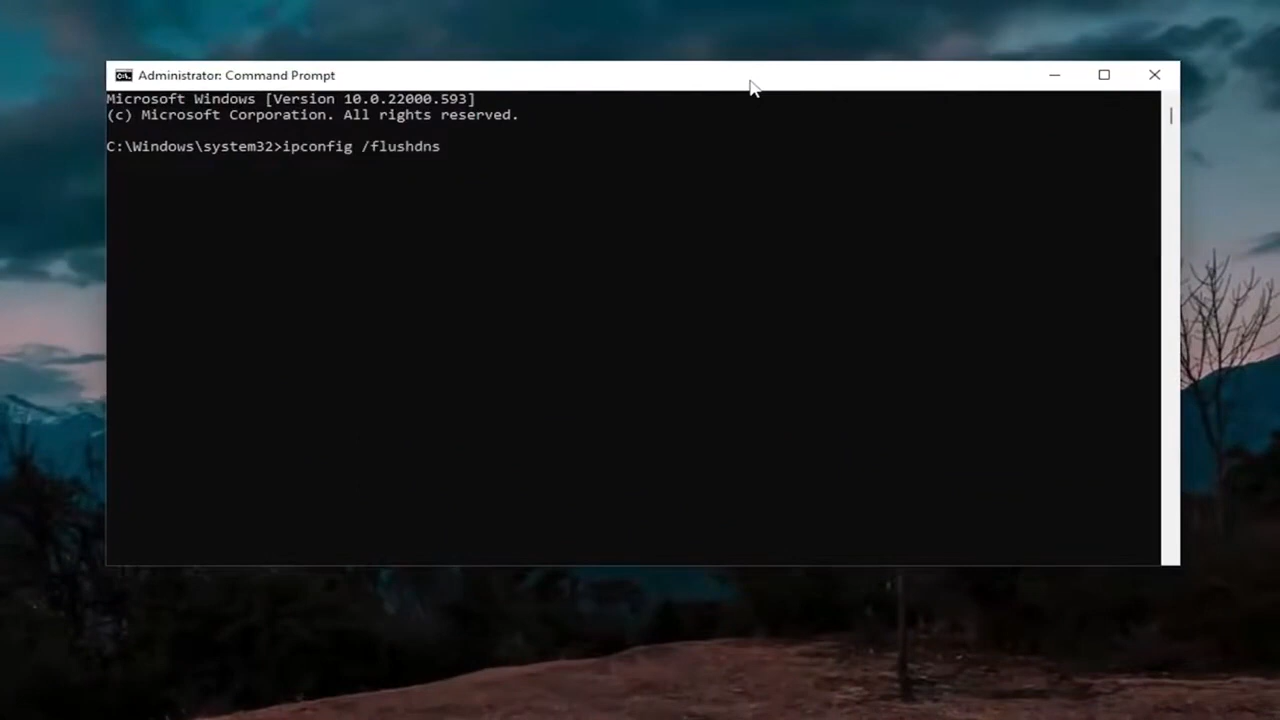 Administrator: Command Prompt
Microsoft Windows [Version 10.0.22000.593]
(c) Microsoft Corporation. All rights reserved.
C:\Windows\system32>ipconfig /flushdns